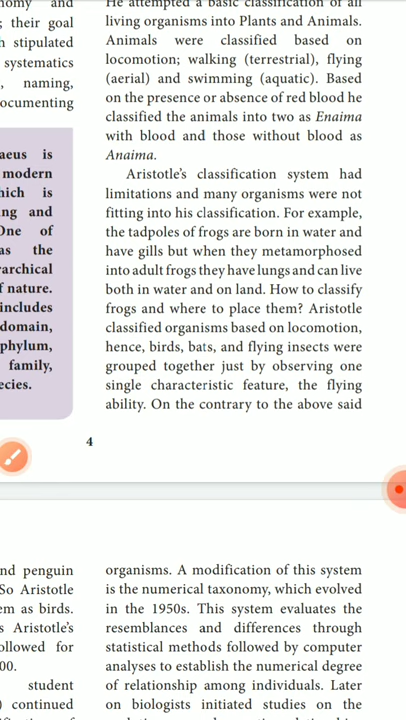 nomy and
; their goal
h stipulated
systematics
, naming,
ocumenting
aeus is
modern
hich is
ng and
One of
as the
rarchical
f nature.
includes
domain,
phylum,
family,
ecies.
He attempted a basic classification of all
living organisms into Plants and Animals.
Animals were classified based on
locomotion; walking (terrestrial), flying
(aerial) and swimming (aquatic). Based
on the presence or absence of red blood he
classified the animals into two as Enaima
with blood and those without blood as
Anaima.
Aristotle’s classification system had
limitations and many organisms were not
fitting into his classification. For example,
the tadpoles of frogs are born in water and
have gills but when they metamorphosed
into adult frogs they have lungs and can live
both in water and on land. How to classify
frogs and where to place them? Aristotle
classified organisms based on locomotion,
hence, birds, bats, and flying insects were
grouped together just by observing one
single characteristic feature, the flying
ability. On the contrary to the above said
4
nd penguin
So Aristotle
em as birds.
s Aristotle’s
ollowed for
00.
student
) continued
organisms. A modification of this system
is the numerical taxonomy, which evolved
in the 1950s. This system evaluates the
resemblances and differences through
statistical methods followed by computer
analyses to establish the numerical degree
of relationship among individuals. Later
on biologists initiated studies on the